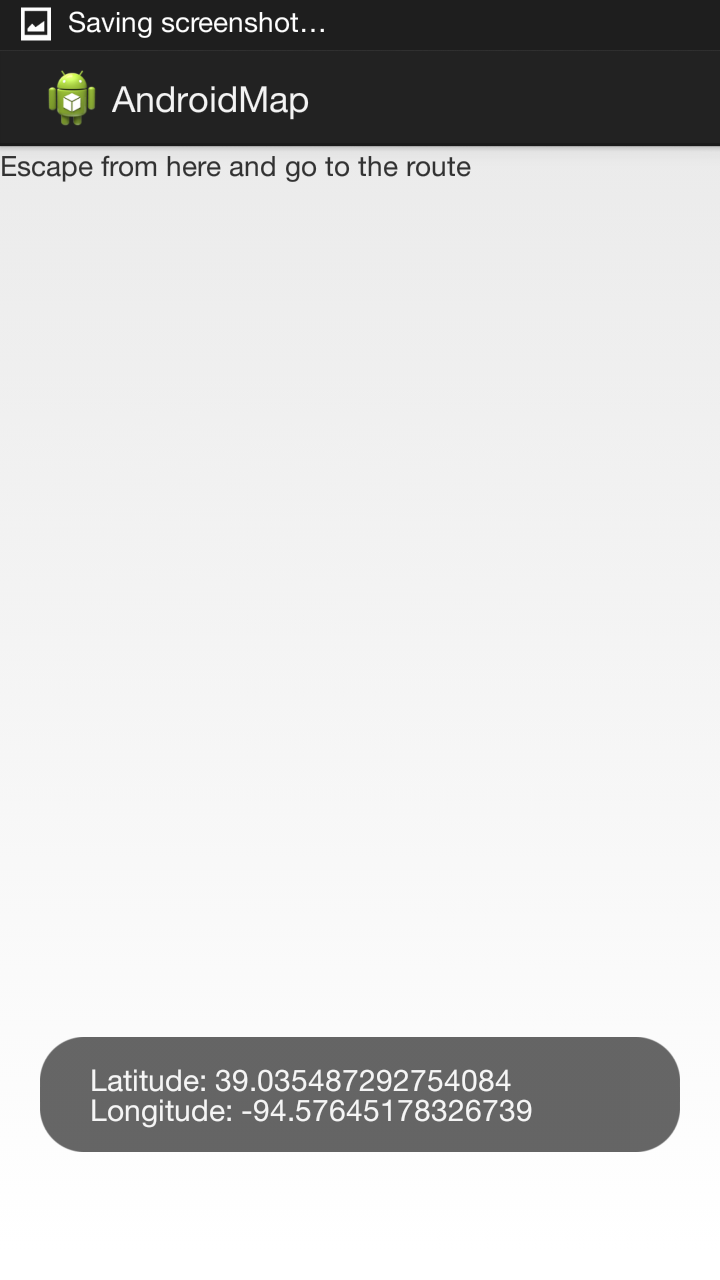 Saving screenshot...
AndroidMap
Escape from here and go to the route
Latitude: 39.035487292754084
Longitude: -94.57645178326739